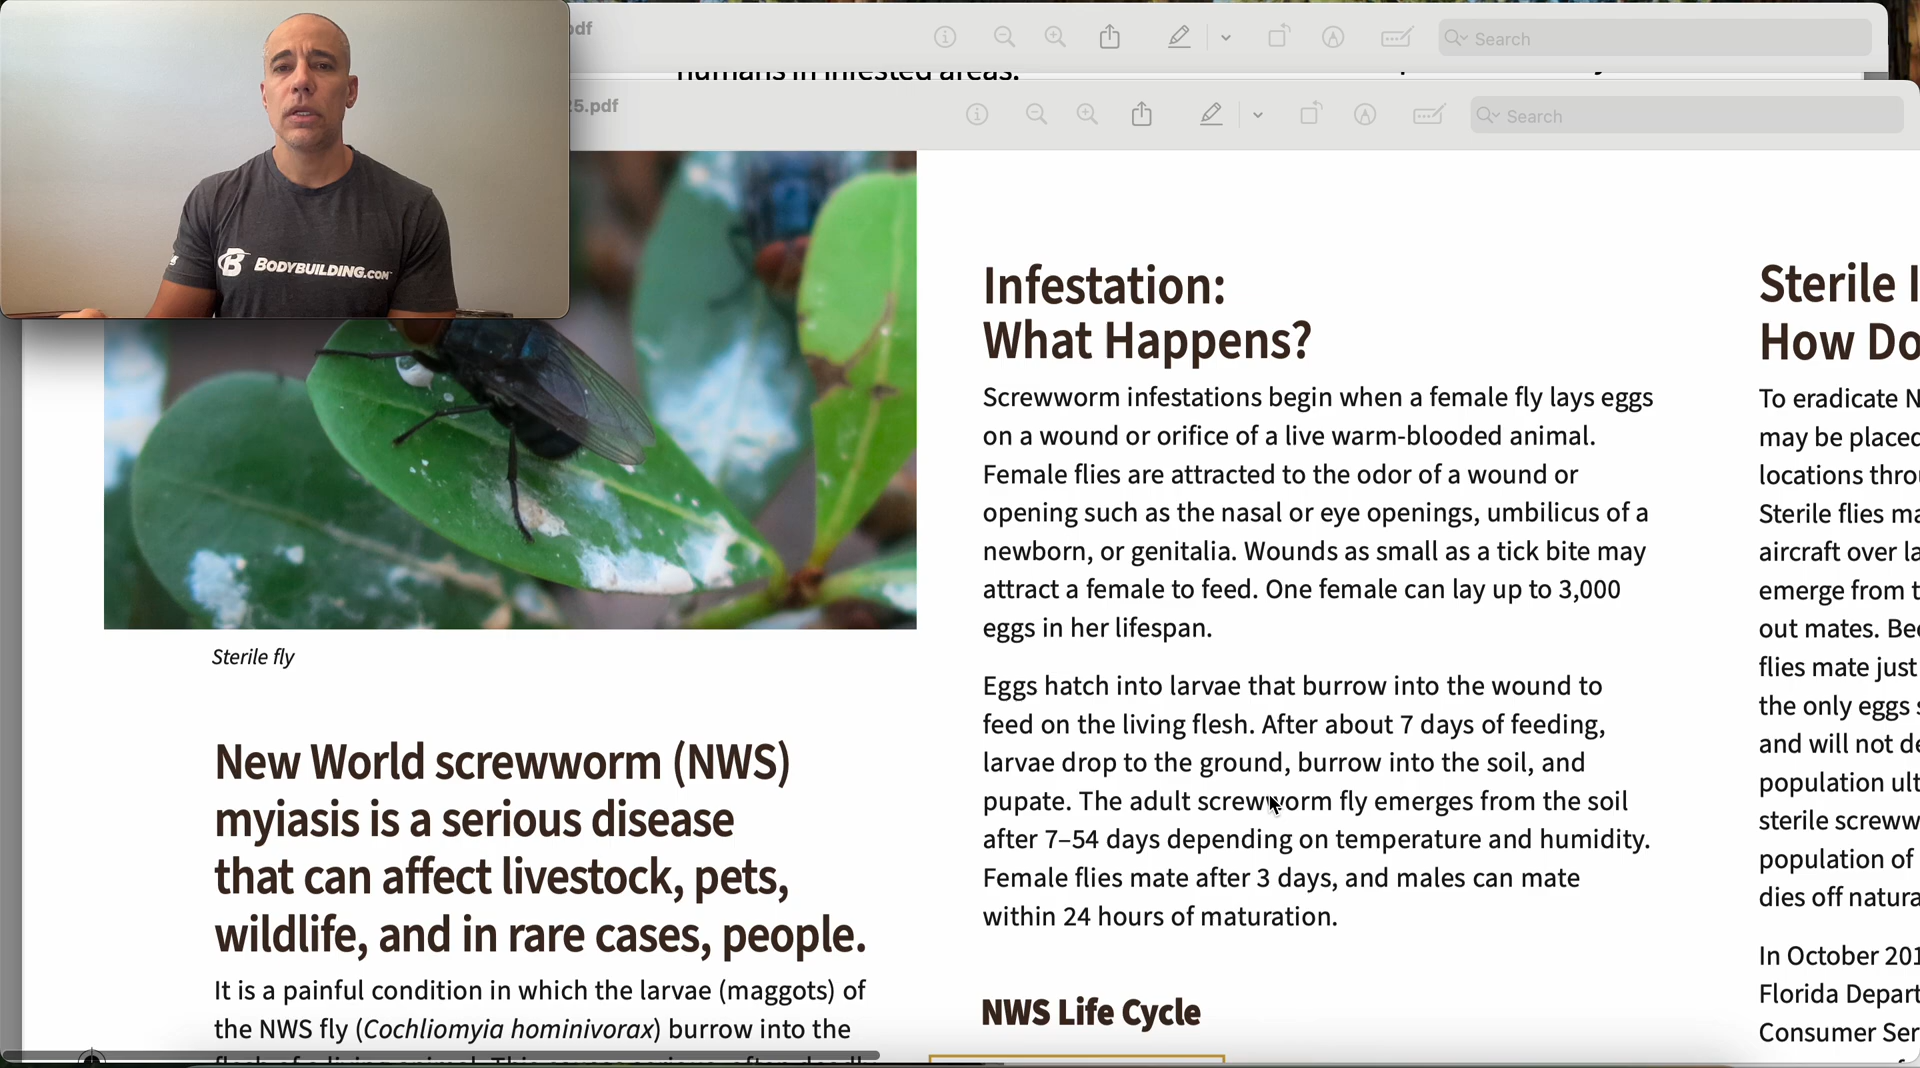 pdf
Search
humans in infested areas.
25.pdf
Search
BODYBUILDING.COM
Sterile fly
New World screwworm (NWS)
myiasis is a serious disease
that can affect livestock, pets,
wildlife, and in rare cases, people.
It is a painful condition in which the larvae (maggots) of
the NWS fly (Cochliomyia hominivorax) burrow into the
Infestation:
What Happens?
Screwworm infestations begin when a female fly lays eggs
on a wound or orifice of a live warm-blooded animal.
Female flies are attracted to the odor of a wound or
opening such as the nasal or eye openings, umbilicus of a
newborn, or genitalia. Wounds as small as a tick bite may
attract a female to feed. One female can lay up to 3,000
eggs in her lifespan.
Eggs hatch into larvae that burrow into the wound to
feed on the living flesh. After about 7 days of feeding,
larvae drop to the ground, burrow into the soil, and
pupate. The adult screwworm fly emerges from the soil
after 7–54 days depending on temperature and humidity.
Female flies mate after 3 days, and males can mate
within 24 hours of maturation.
NWS Life Cycle
Sterile I
How Do
To eradicate N
may be placed
locations thro
Sterile flies ma
aircraft over la
emerge from t
out mates. Bec
flies mate just
the only eggs s
and will not de
population ult
sterile screww
population of
dies off natura
In October 201
Florida Depart
Consumer Ser